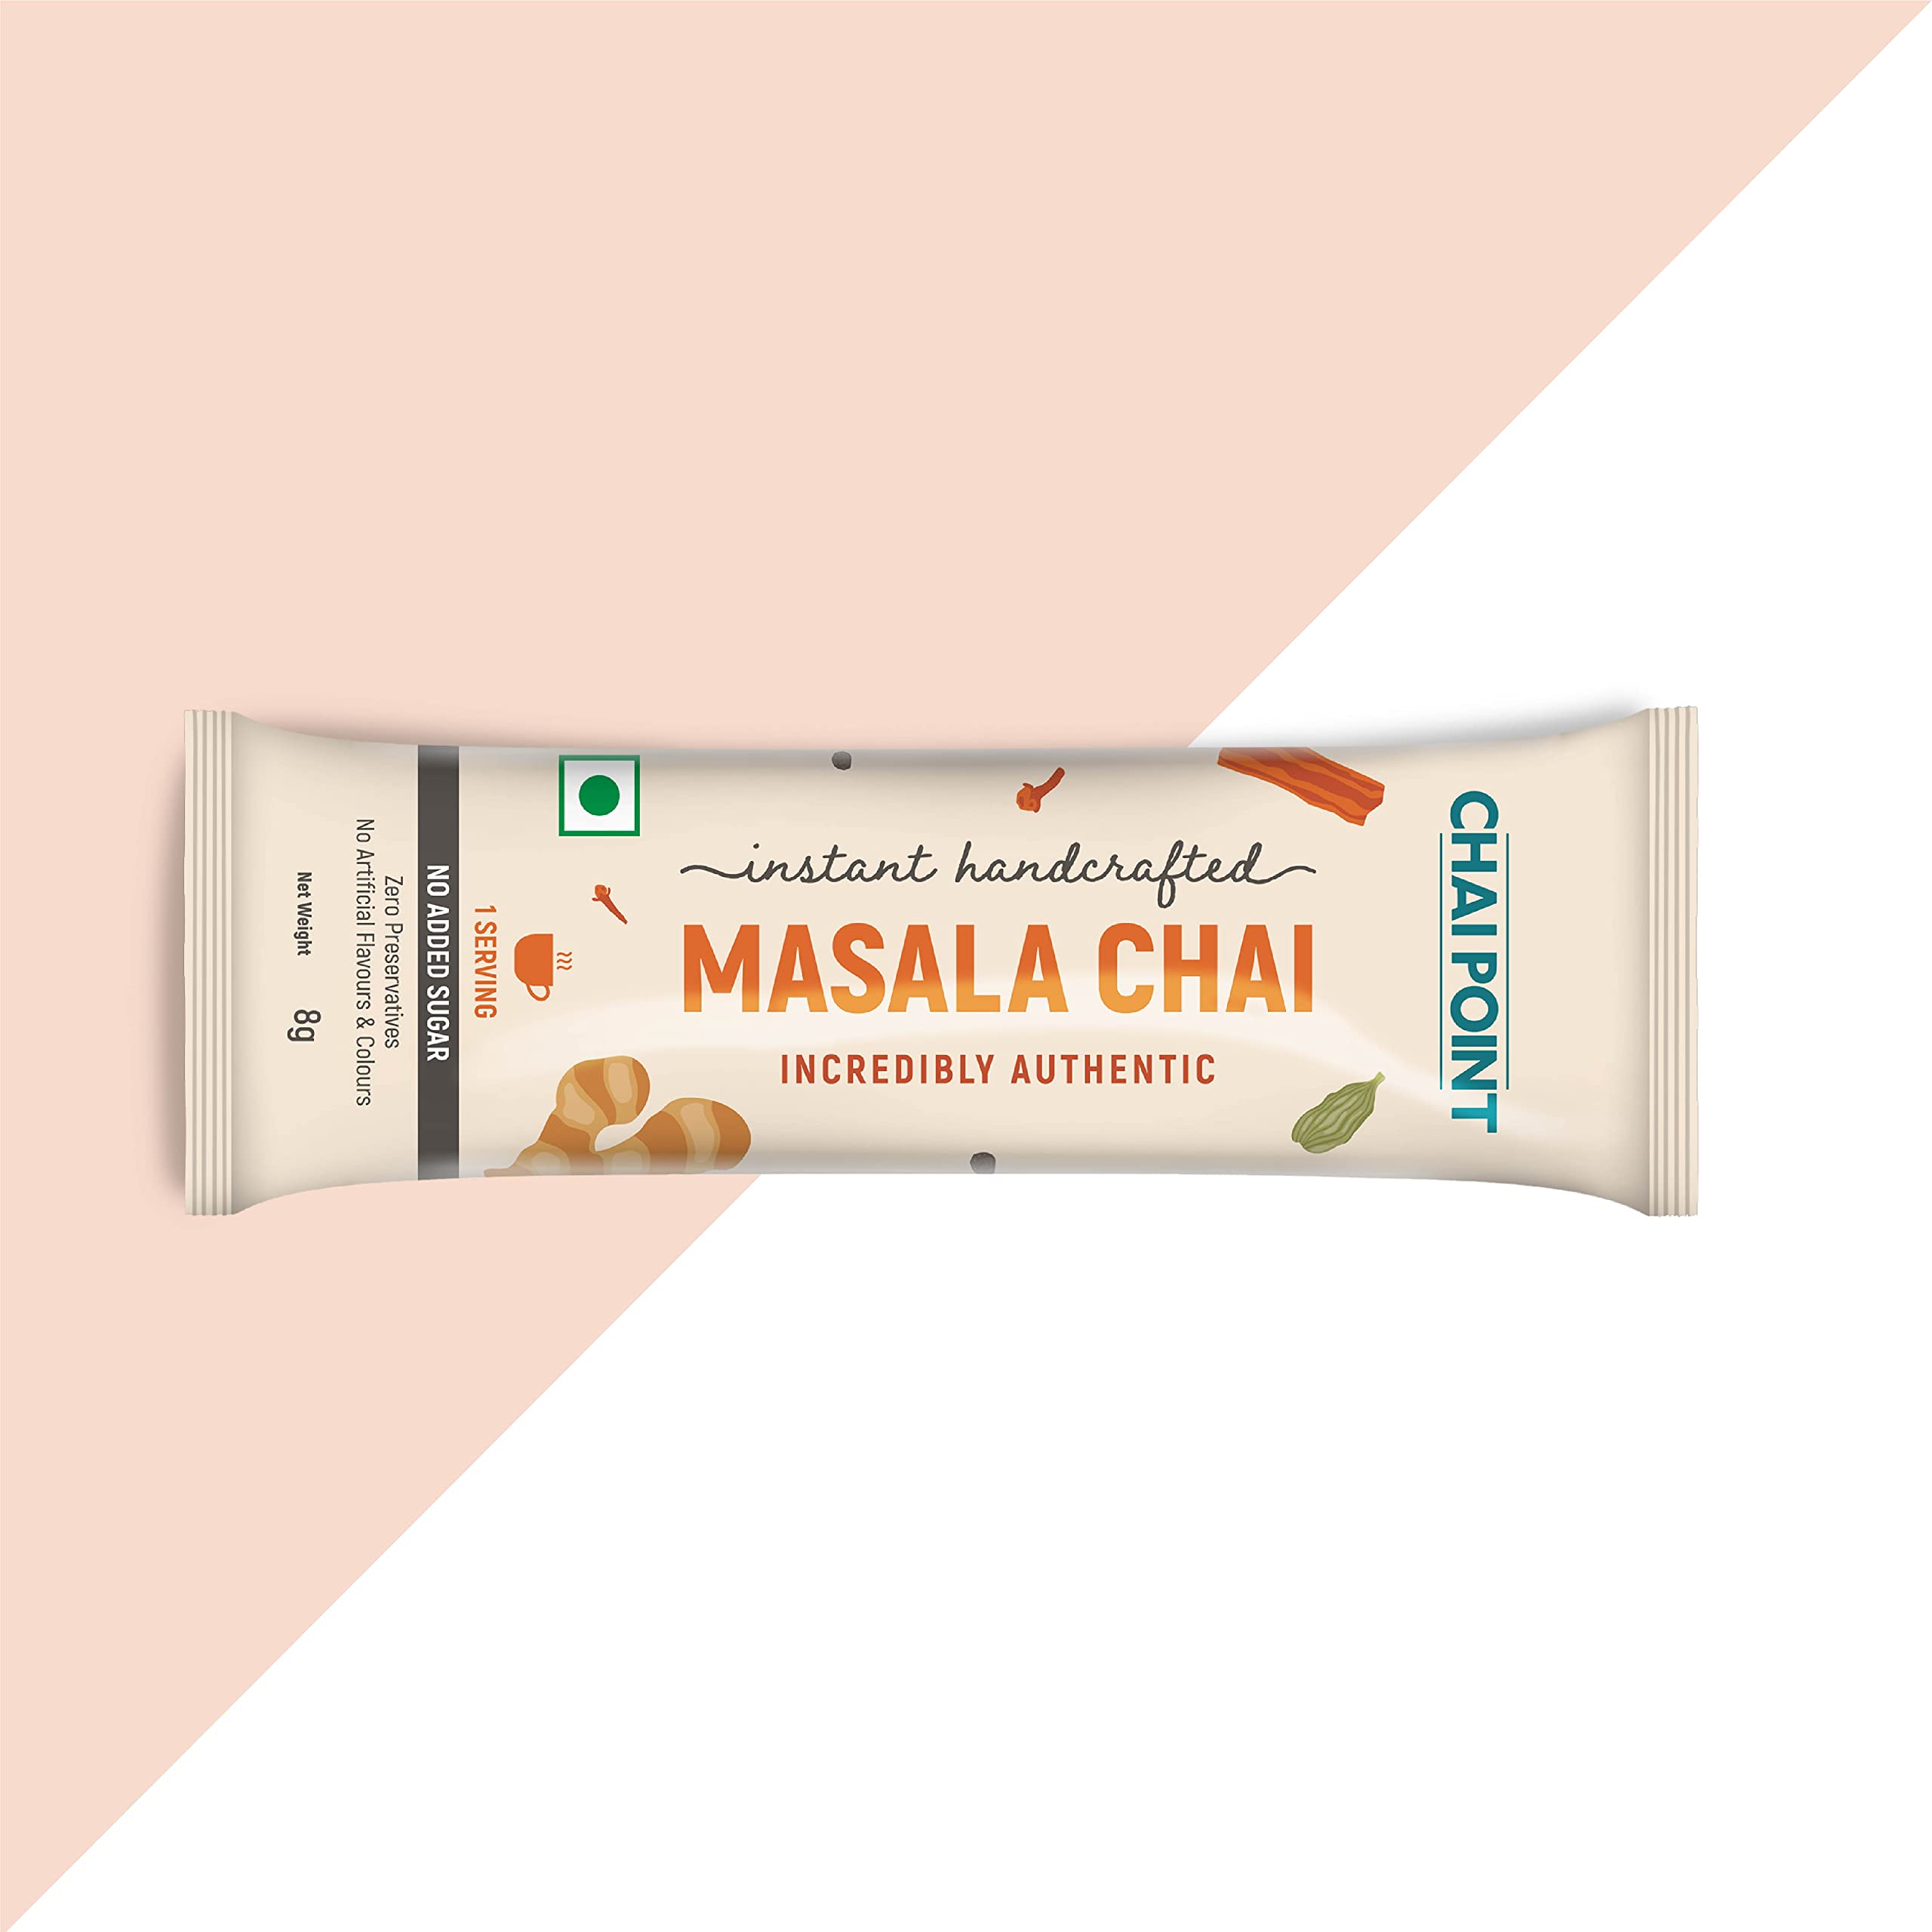 instant handcrafted
MASALA CHAI
INCREDIBLY AUTHENTIC
CHAI POINT
1 SERVING
NO ADDED SUGAR
Zero Preservatives
No Artificial Flavours & Colours
Net Weight 8g